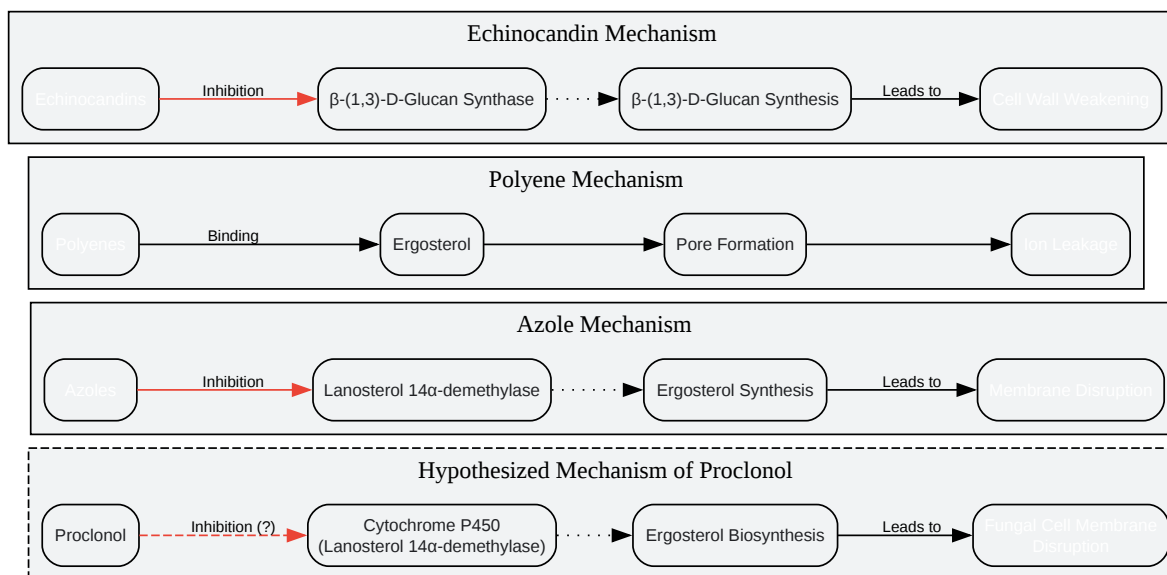 Echinocandin Mechanism
Echinocandins
Inhibition
β-(1,3)-D-Glucan Synthase
β-(1,3)-D-Glucan Synthesis
Leads to
Cell Wall Weakening
Polyene Mechanism
Polyenes
Binding
Ergosterol
Pore Formation
Ion Leakage
Azole Mechanism
Azoles
Inhibition
Lanosterol 14α-demethylase
Ergosterol Synthesis
Leads to
Membrane Disruption
Hypothesized Mechanism of Proclonol
Proclonol
Inhibition (?)
Cytochrome P450
(Lanosterol 14α-demethylase)
Ergosterol Biosynthesis
Leads to
Fungal Cell Membrane
Disruption